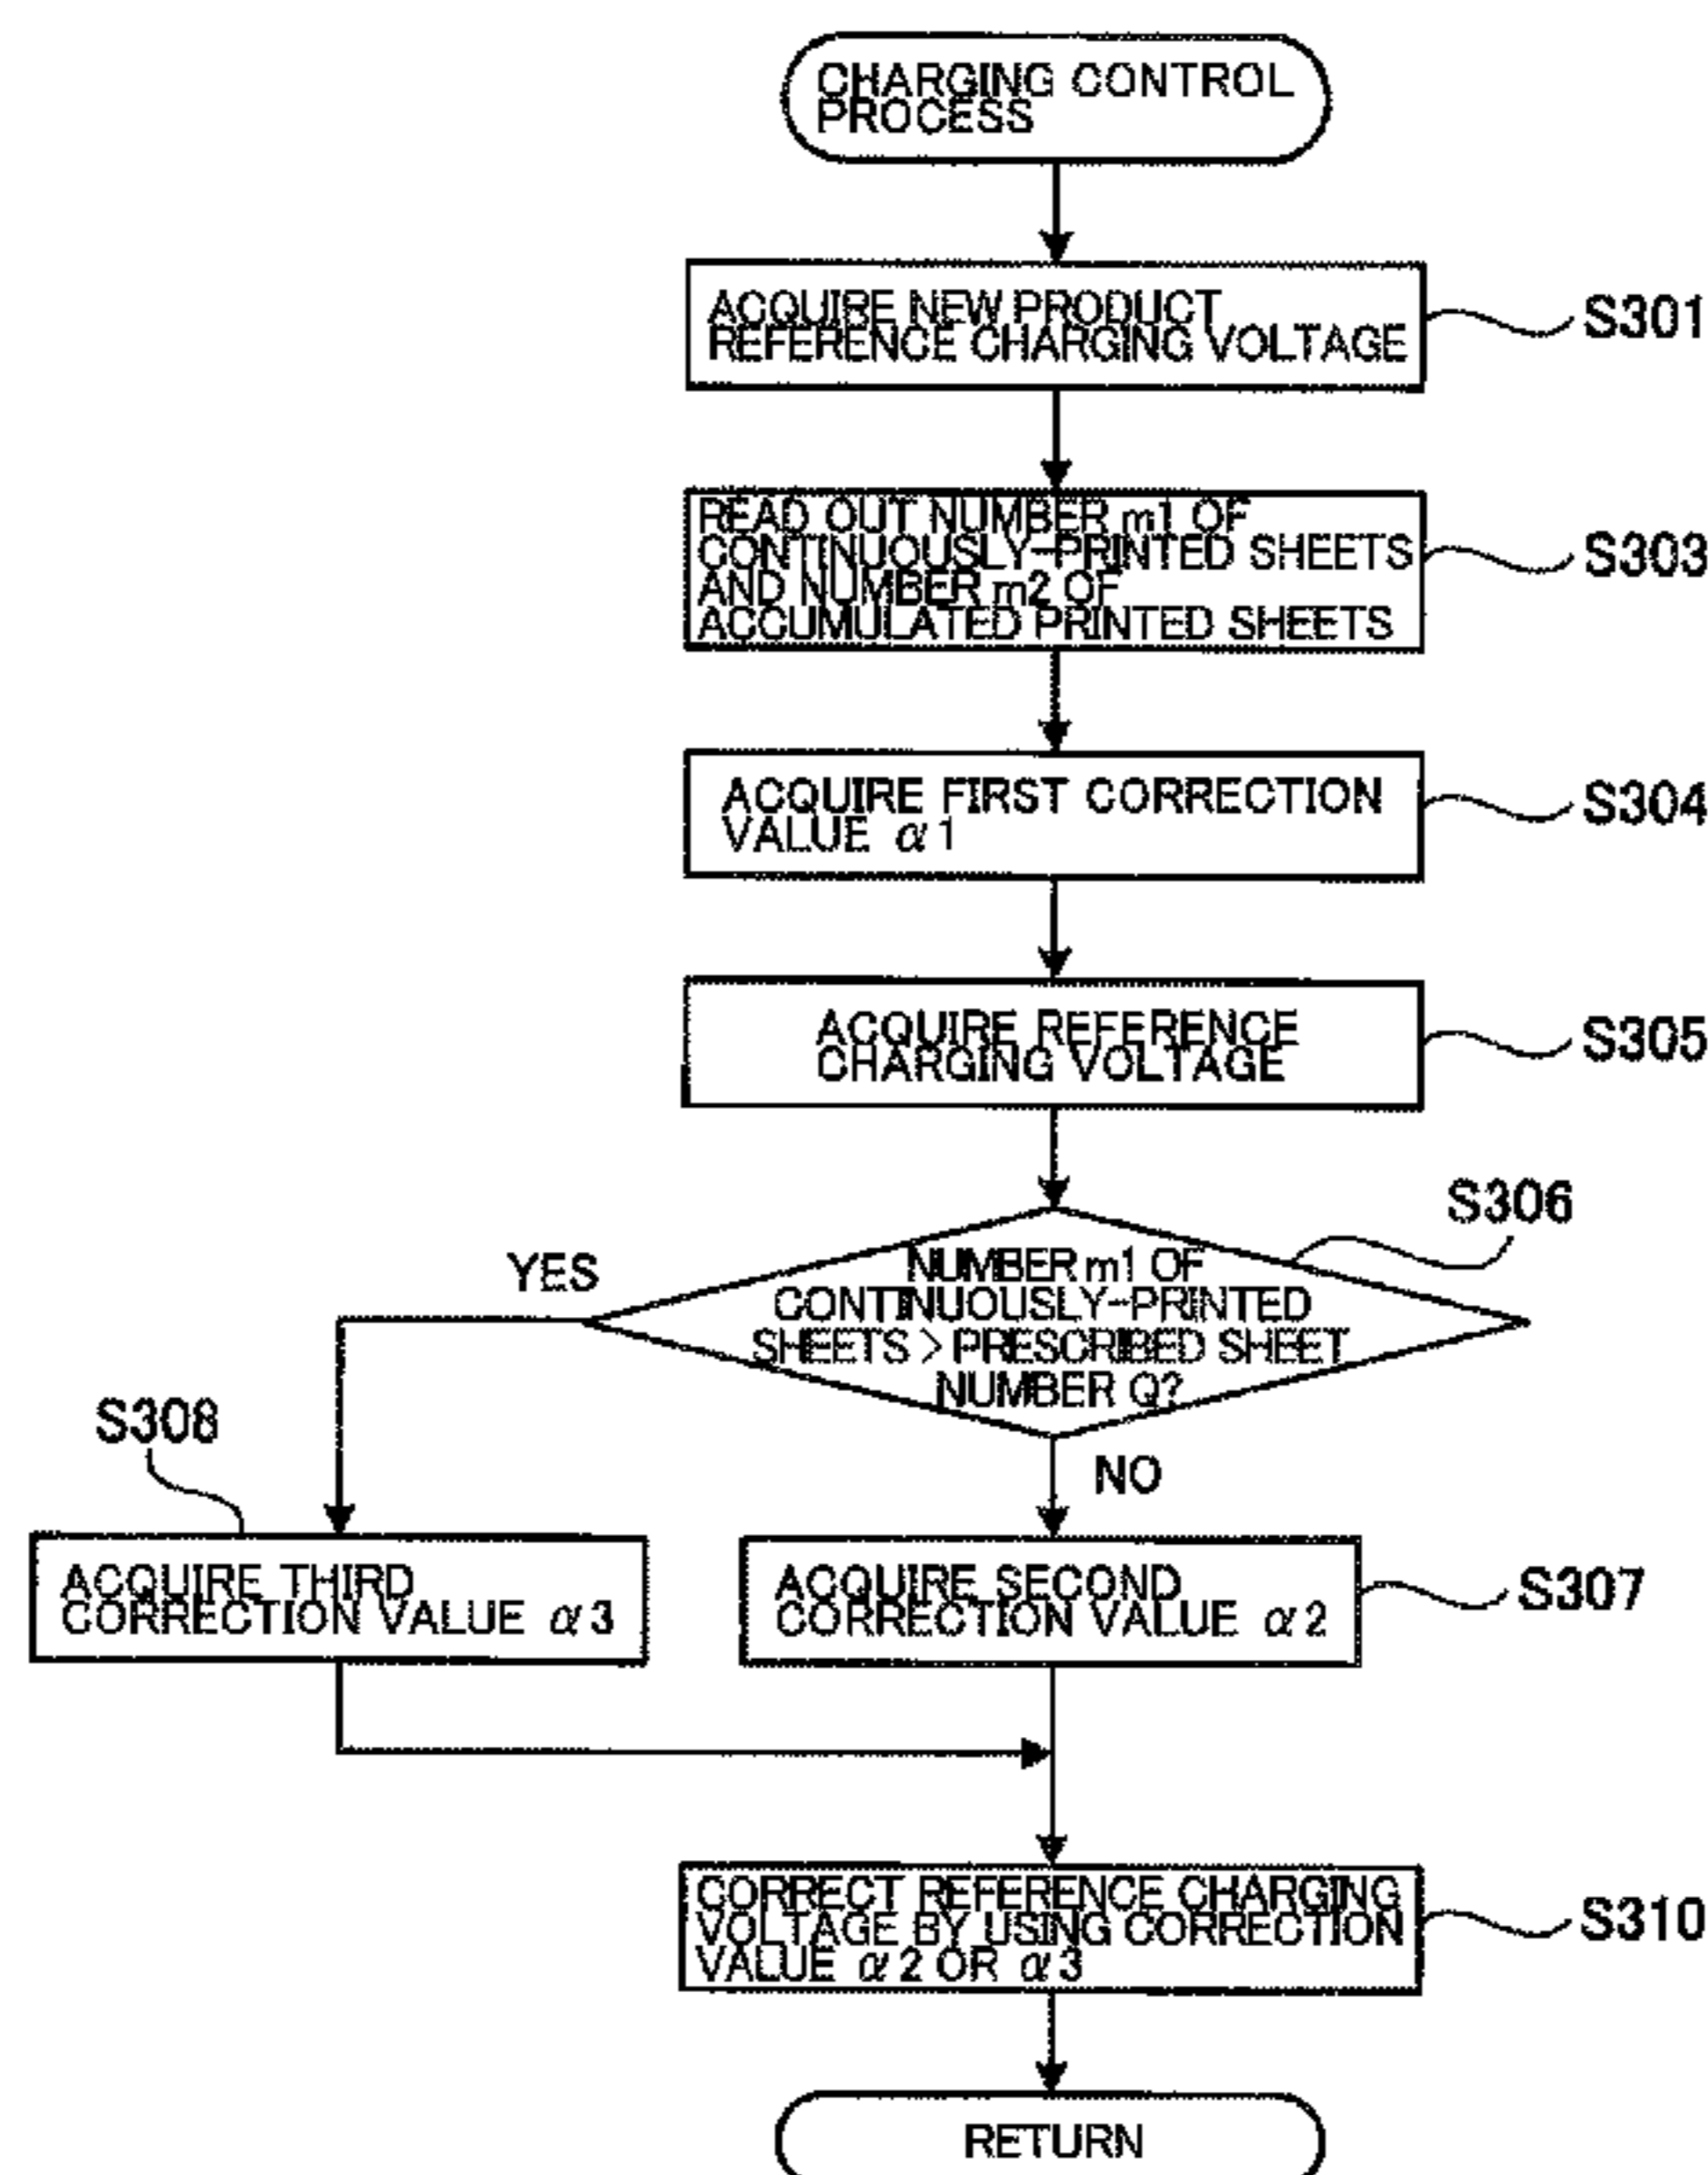 CHARGING CONTROL
PROCESS
ACQUIRE NEW PRODUCT
REFERENCE CHARGING VOLTAGE
S301
READ OUT NUMBER m1 OF
CONTINUOUSLY-PRINTED SHEETS
AND NUMBER m2 OF
ACCUMULATED PRINTED SHEETS
S303
ACQUIRE FIRST CORRECTION
VALUE α1
S304
ACQUIRE REFERENCE
CHARGING VOLTAGE
S305
S306
NUMBER m1 OF
CONTINUOUSLY-PRINTED
SHEETS > PRESCRIBED SHEET
NUMBER Q?
YES
NO
S308
ACQUIRE THIRD
CORRECTION VALUE α3
ACQUIRE SECOND
CORRECTION VALUE α2
S307
CORRECT REFERENCE CHARGING
VOLTAGE BY USING CORRECTION
VALUE α2 OR α3
S310
RETURN